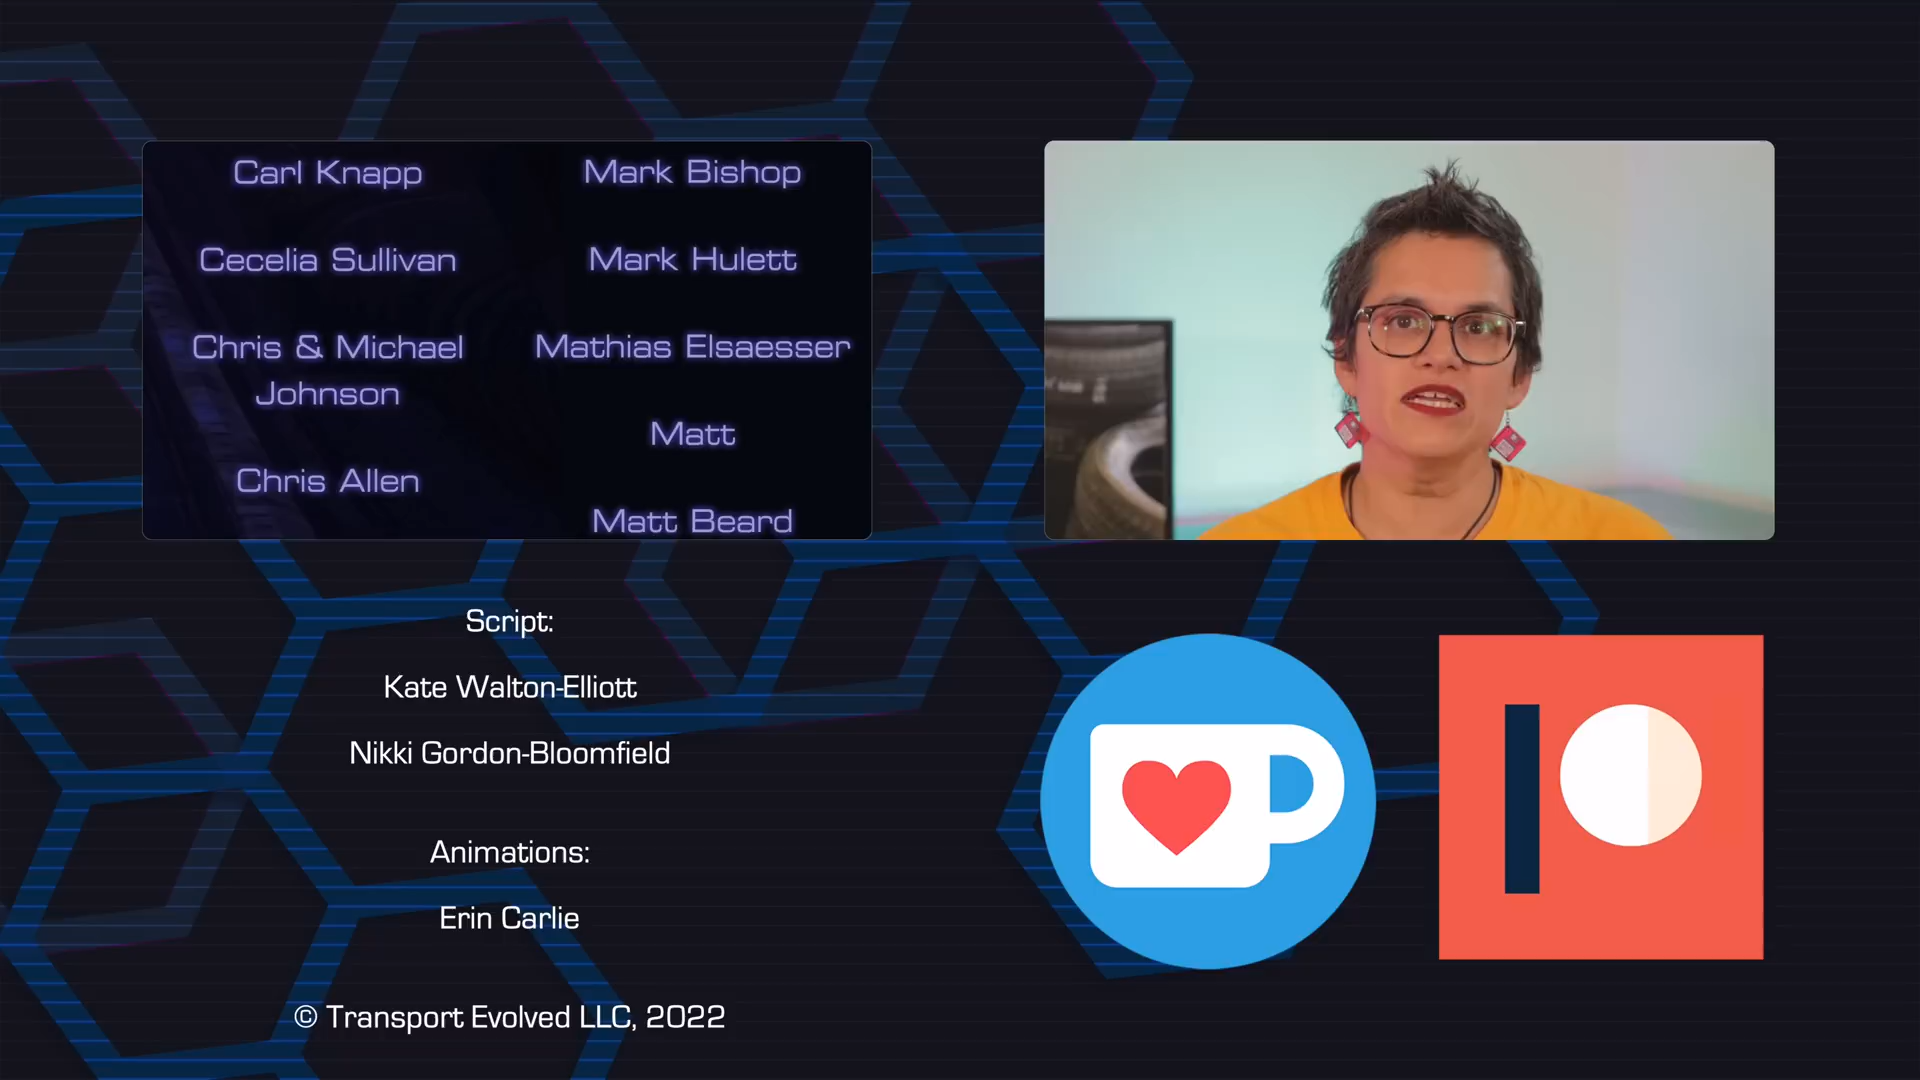 Carl Knapp
Cecelia Sullivan
Chris & Michael
Johnson
Chris Allen
Mark Bishop
Mark Hulett
Mathias Elsaesser
Matt
Matt Beard
Script:
Kate Walton-Elliott
Nikki Gordon-Bloomfield
Animations:
Erin Carlie
© Transport Evolved LLC, 2022